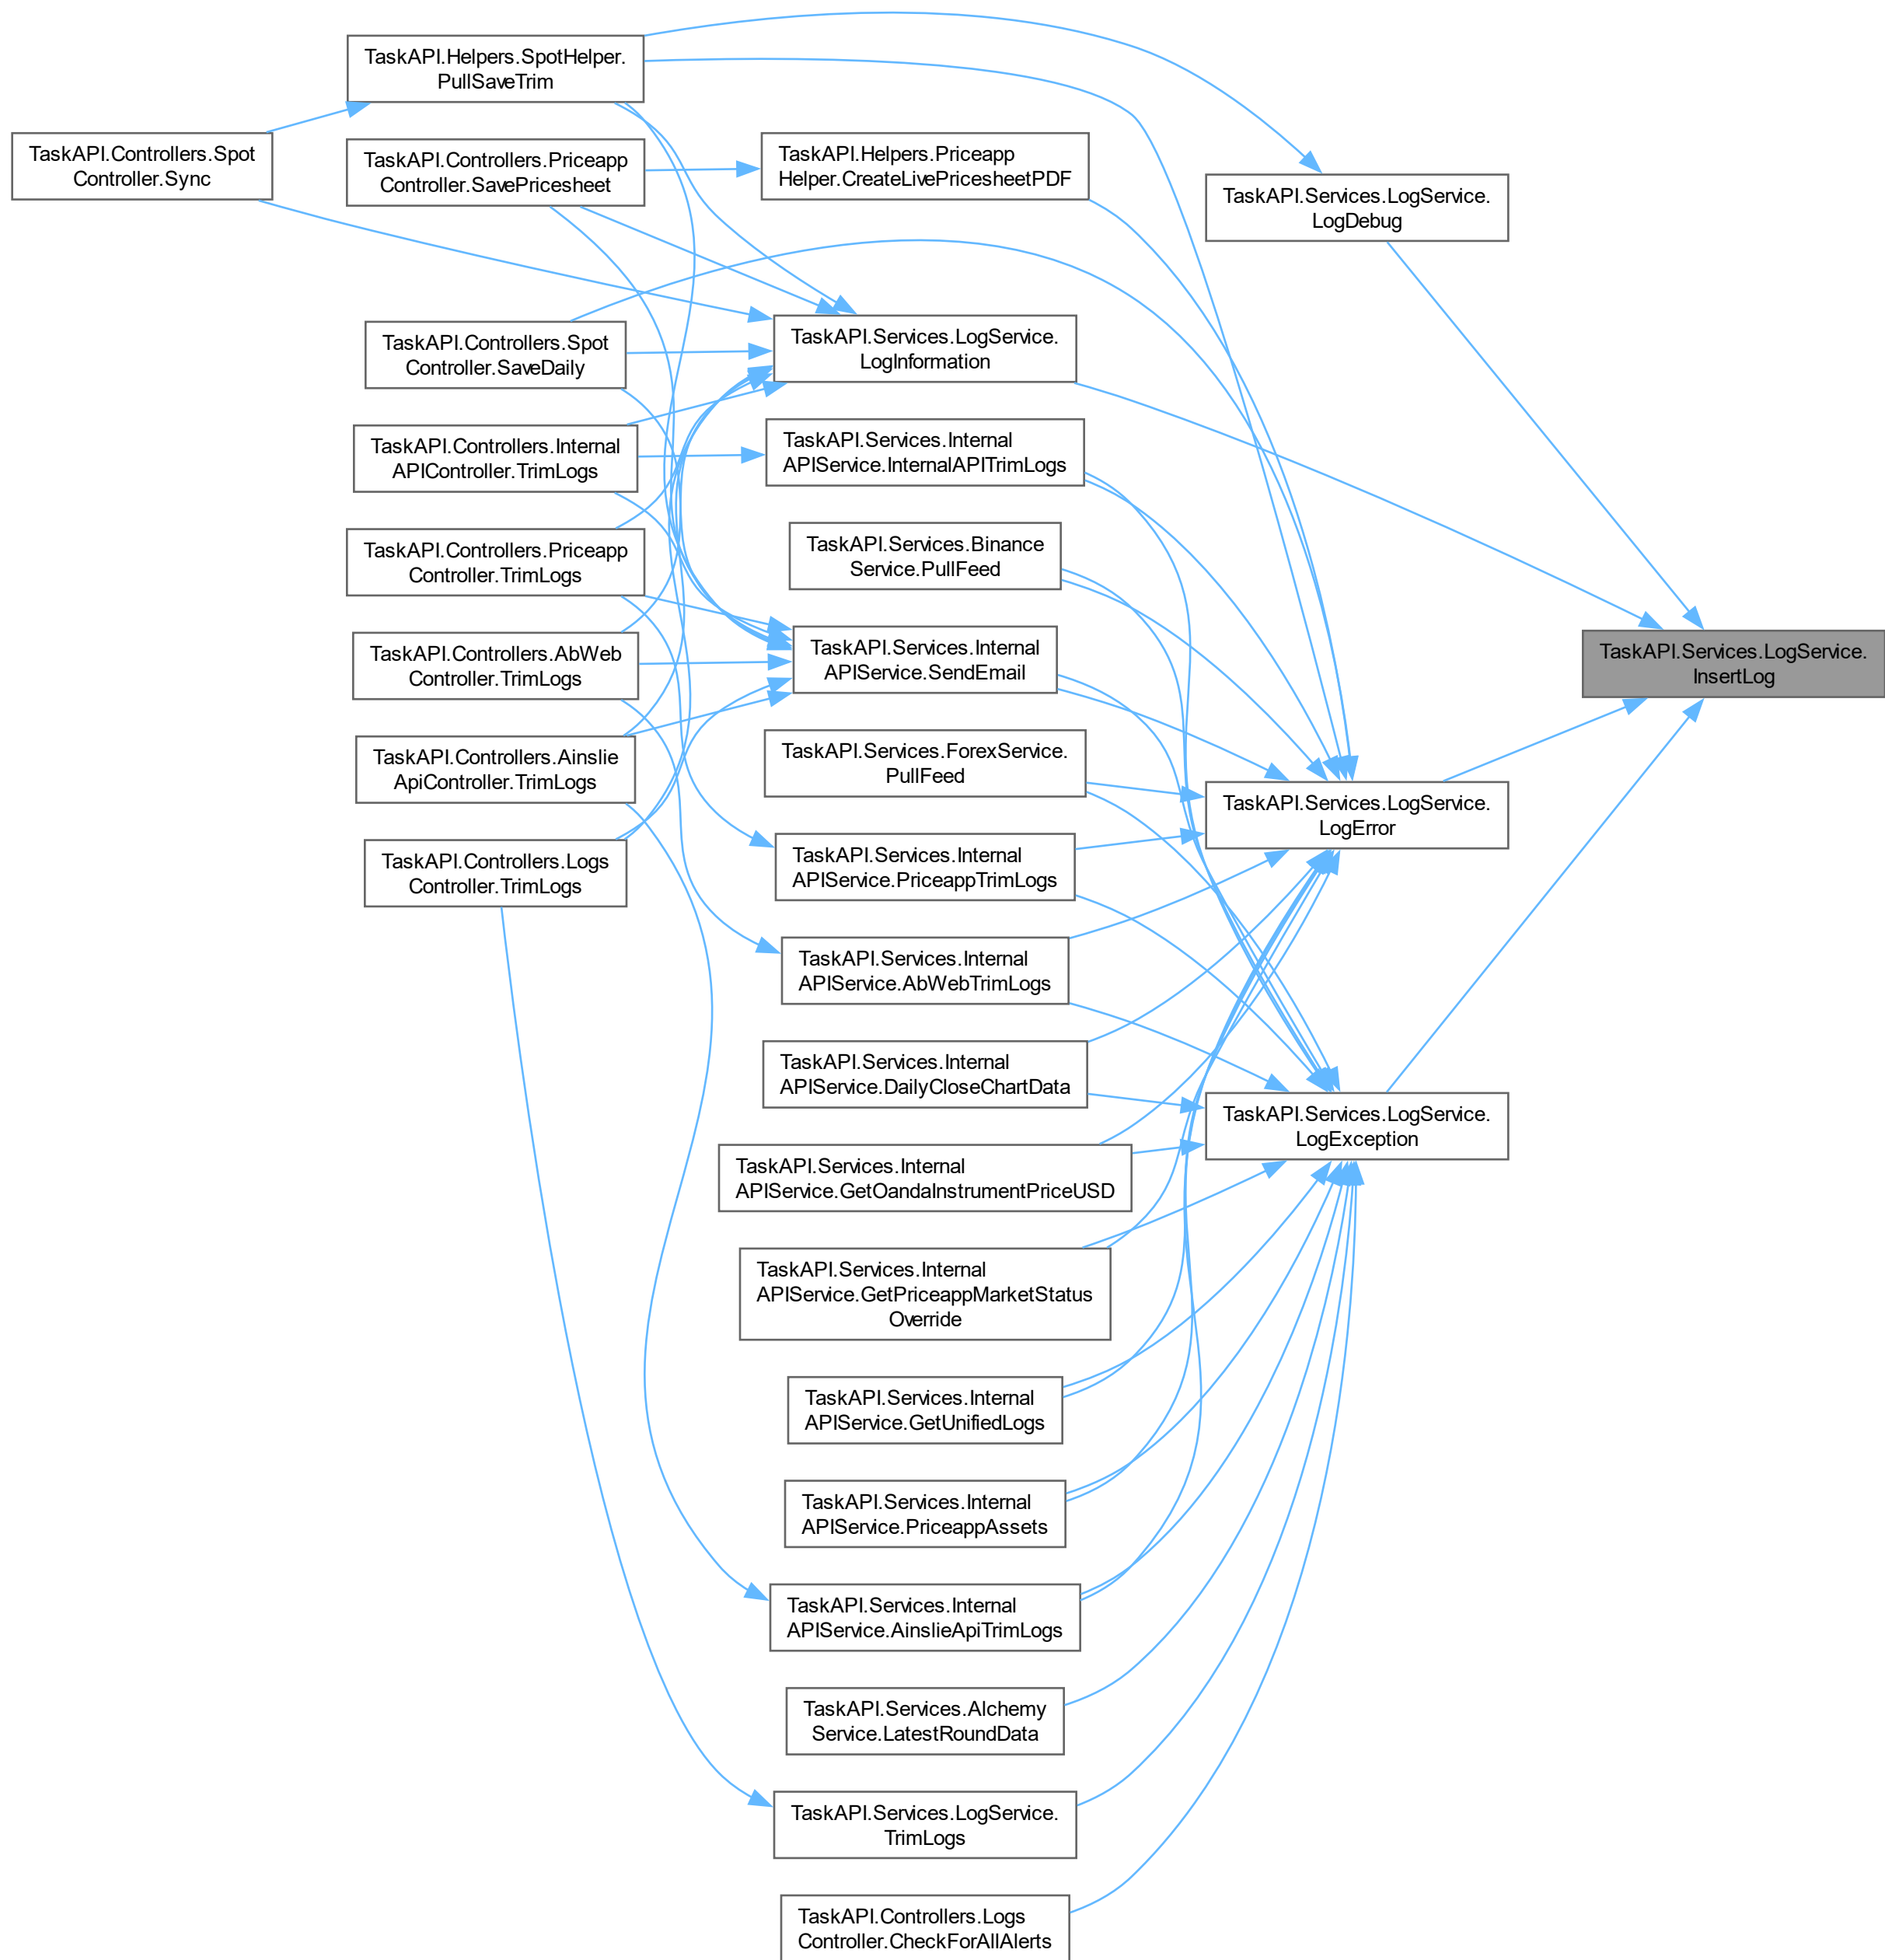 TaskAPI.Helpers.SpotHelper.
PullSaveTrim
TaskAPI.Controllers.Spot
Controller.Sync
TaskAPI.Controllers.Priceapp
Controller.SavePricesheet
TaskAPI.Controllers.Spot
Controller.SaveDaily
TaskAPI.Controllers.Internal
APIController.TrimLogs
TaskAPI.Controllers.Priceapp
Controller.TrimLogs
TaskAPI.Controllers.AbWeb
Controller.TrimLogs
TaskAPI.Controllers.Ainslie
ApiController.TrimLogs
TaskAPI.Controllers.Logs
Controller.TrimLogs
TaskAPI.Helpers.Priceapp
Helper.CreateLivePricesheetPDF
TaskAPI.Services.LogService.
LogInformation
TaskAPI.Services.Internal
APIService.InternalAPITrimLogs
TaskAPI.Services.Binance
Service.PullFeed
TaskAPI.Services.Internal
APIService.SendEmail
TaskAPI.Services.ForexService.
PullFeed
TaskAPI.Services.Internal
APIService.PriceappTrimLogs
TaskAPI.Services.Internal
APIService.AbWebTrimLogs
TaskAPI.Services.Internal
APIService.DailyCloseChartData
TaskAPI.Services.Internal
APIService.GetOandaInstrumentPriceUSD
TaskAPI.Services.Internal
APIService.GetPriceappMarketStatus
Override
TaskAPI.Services.Internal
APIService.GetUnifiedLogs
TaskAPI.Services.Internal
APIService.PriceappAssets
TaskAPI.Services.Internal
APIService.AinslieApiTrimLogs
TaskAPI.Services.Alchemy
Service.LatestRoundData
TaskAPI.Services.LogService.
TrimLogs
TaskAPI.Controllers.Logs
Controller.CheckForAllAlerts
TaskAPI.Services.LogService.
LogDebug
TaskAPI.Services.LogService.
LogError
TaskAPI.Services.LogService.
LogException
TaskAPI.Services.LogService.
InsertLog